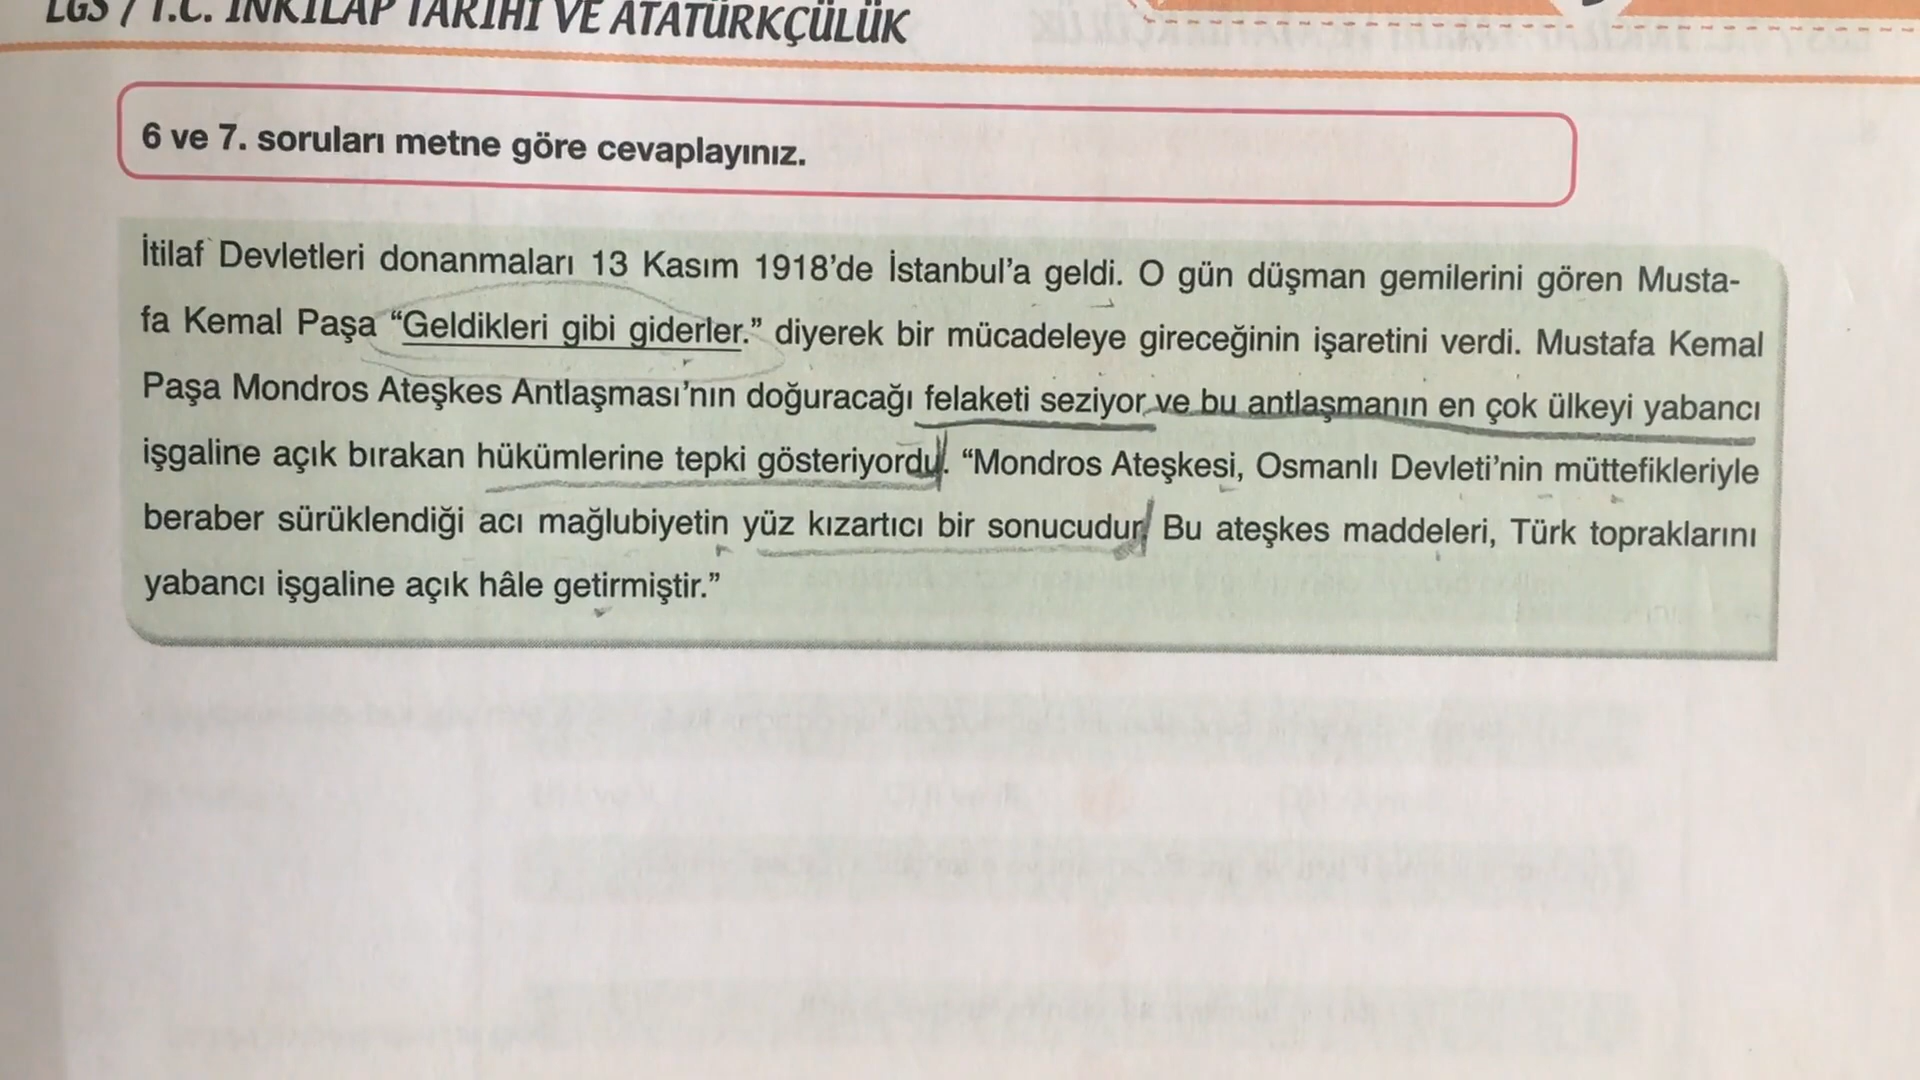 LGS / T.C. İNKILAP TARİHİ VE ATATÜRKÇÜLÜK
6 ve 7. soruları metne göre cevaplayınız.
İtilaf Devletleri donanmaları 13 Kasım 1918’de İstanbul’a geldi. O gün düşman gemilerini gören Musta-
fa Kemal Paşa “Geldikleri gibi giderler.” diyerek bir mücadeleye gireceğinin işaretini verdi. Mustafa Kemal
Paşa Mondros Ateşkes Antlaşması’nın doğuracağı felaketi seziyor ve bu antlaşmanın en çok ülkeyi yabancı
işgaline açık bırakan hükümlerine tepki gösteriyordu. “Mondros Ateşkesi, Osmanlı Devleti’nin müttefikleriyle
beraber sürüklendiği acı mağlubiyetin yüz kızartıcı bir sonucudur. Bu ateşkes maddeleri, Türk topraklarını
yabancı işgaline açık hâle getirmiştir.”